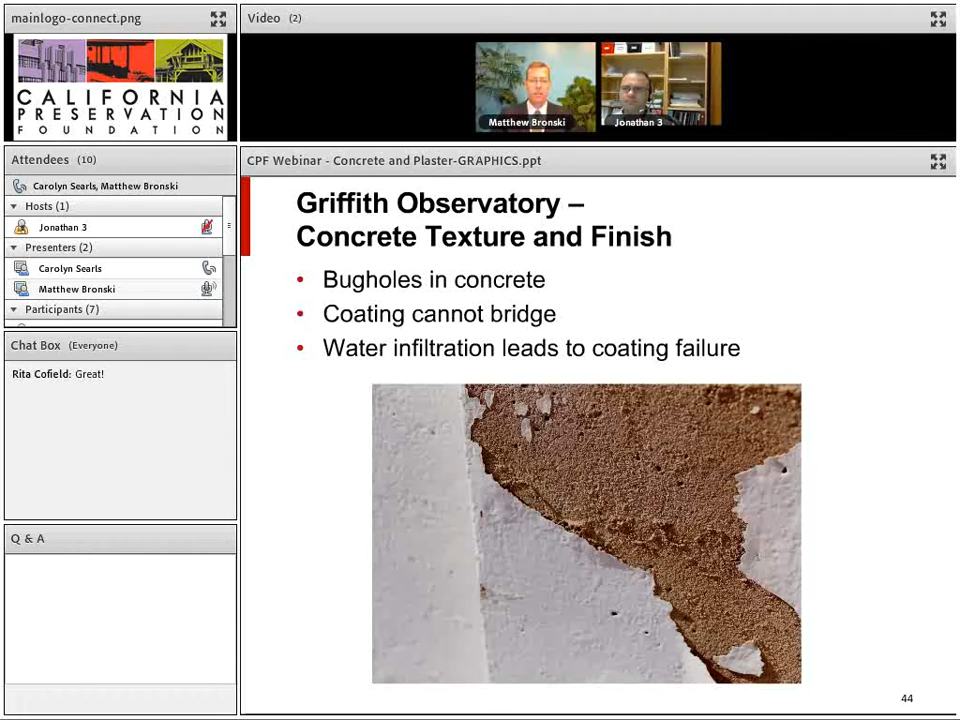 mainlogo-connect.png
CALIFORNIA
PRESERVATION
FOUNDATION
Attendees (10)
Carolyn Searls, Matthew Bronski
Hosts (1)
Jonathan 3
Presenters (2)
Carolyn Searls
Matthew Bronski
Participants (7)
Chat Box (Everyone)
Rita Cofield: Great!
Q & A
Video (2)
Matthew Bronski
Jonathan 3
CPF Webinar - Concrete and Plaster-GRAPHICS.ppt
Griffith Observatory –
Concrete Texture and Finish
• Bugholes in concrete
• Coating cannot bridge
• Water infiltration leads to coating failure
44